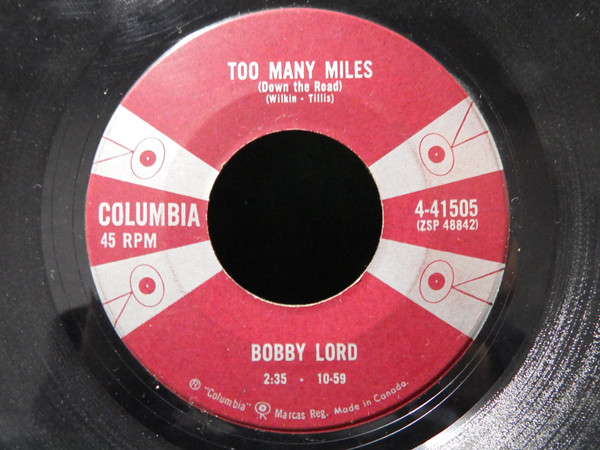 TOO MANY MILES
(Down the Road)
(Wilkin - Tillis)
COLUMBIA
45 RPM
4-41505
(ZSP 48842)
BOBBY LORD
2:35 - 10-59
® "Columbia" Marcas Reg. Made in Canada.